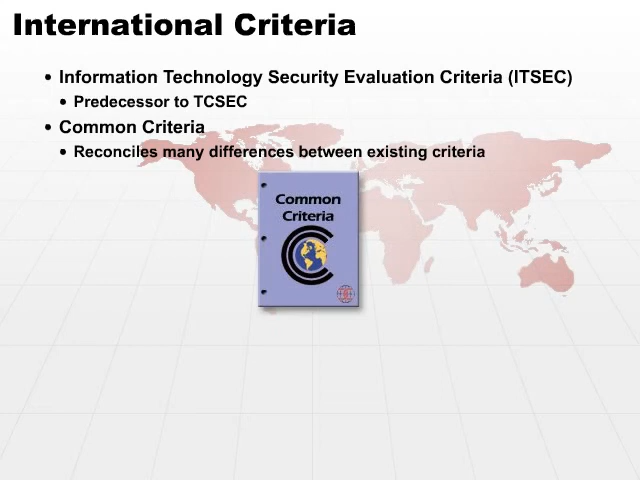 International Criteria
• Information Technology Security Evaluation Criteria (ITSEC)
• Predecessor to TCSEC
• Common Criteria
• Reconciles many differences between existing criteria
Common
Criteria